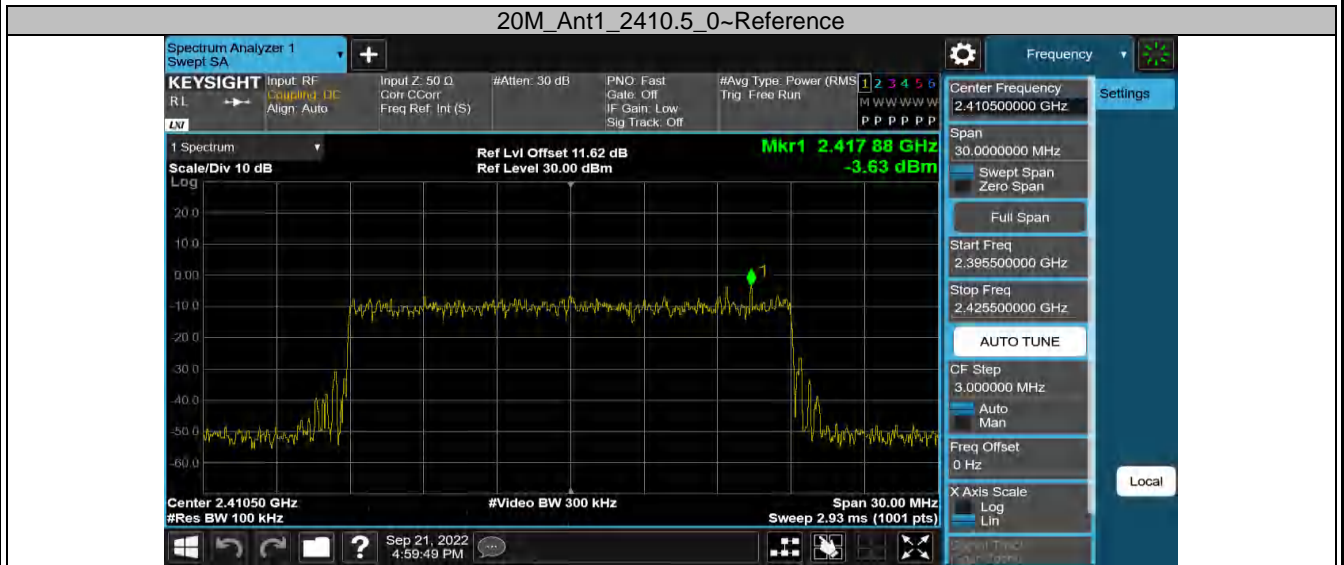 20M_Ant1_2410.5_0~Reference
Spectrum Analyzer 1
Swept SA
+
Frequency
KEYSIGHT
RL
LXI
Input: RF
Coupling: DC
Align: Auto
Input Z: 50 Ω
Corr CCorr
Freq Ref: Int (S)
#Atten: 30 dB
PNO: Fast
Gate: Off
IF Gain: Low
Sig Track: Off
#Avg Type: Power (RMS
Trig: Free Run
1 2 3 4 5 6
M W W W W W
P P P P P P
1 Spectrum
Scale/Div 10 dB
Ref Lvl Offset 11.62 dB
Ref Level 30.00 dBm
Mkr1 2.417 88 GHz
-3.63 dBm
Log
20.0
10.0
0.00
-10.0
-20.0
-30.0
-40.0
-50.0
-60.0
1
Center 2.41050 GHz
#Res BW 100 kHz
#Video BW 300 kHz
Span 30.00 MHz
Sweep 2.93 ms (1001 pts)
Center Frequency
2.410500000 GHz
Settings
Span
30.0000000 MHz
Swept Span
Zero Span
Full Span
Start Freq
2.395500000 GHz
Stop Freq
2.425500000 GHz
AUTO TUNE
CF Step
3.000000 MHz
Auto
Man
Freq Offset
0 Hz
X Axis Scale
Log
Lin
Local
?
Sep 21, 2022
4:59:49 PM